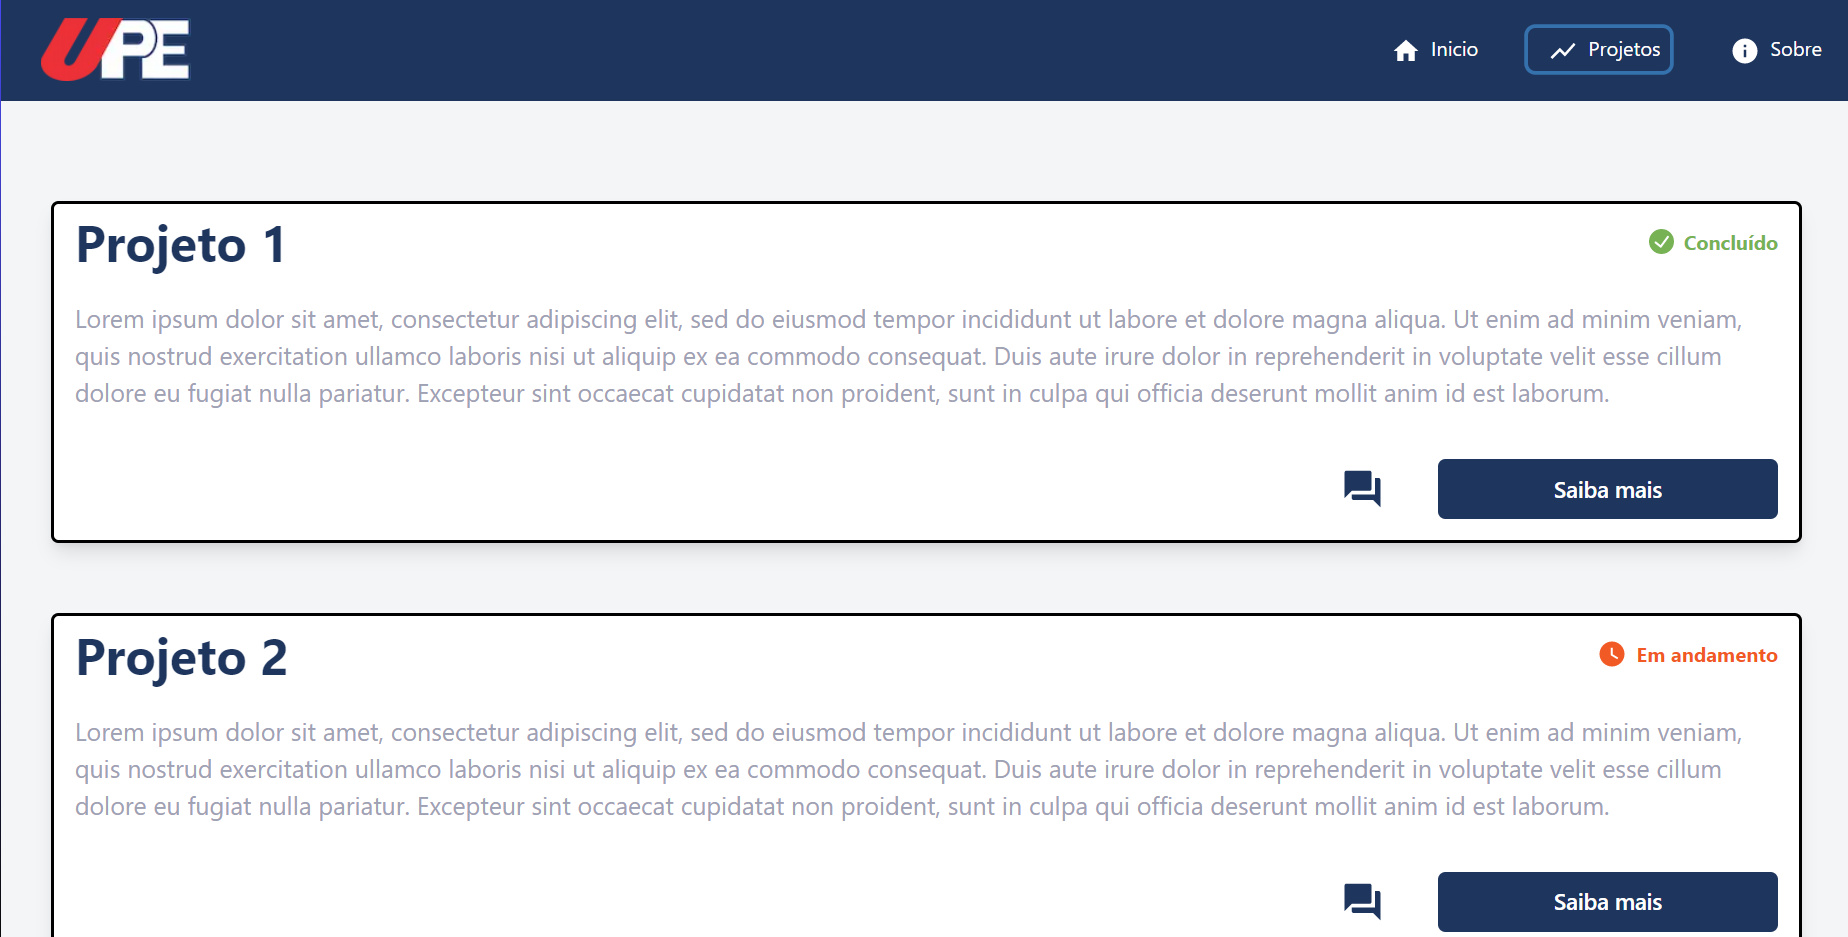 UPE
Inicio
Projetos
Sobre
Projeto 1
Concluído
Lorem ipsum dolor sit amet, consectetur adipiscing elit, sed do eiusmod tempor incididunt ut labore et dolore magna aliqua. Ut enim ad minim veniam,
quis nostrud exercitation ullamco laboris nisi ut aliquip ex ea commodo consequat. Duis aute irure dolor in reprehenderit in voluptate velit esse cillum
dolore eu fugiat nulla pariatur. Excepteur sint occaecat cupidatat non proident, sunt in culpa qui officia deserunt mollit anim id est laborum.
Saiba mais
Projeto 2
Em andamento
Lorem ipsum dolor sit amet, consectetur adipiscing elit, sed do eiusmod tempor incididunt ut labore et dolore magna aliqua. Ut enim ad minim veniam,
quis nostrud exercitation ullamco laboris nisi ut aliquip ex ea commodo consequat. Duis aute irure dolor in reprehenderit in voluptate velit esse cillum
dolore eu fugiat nulla pariatur. Excepteur sint occaecat cupidatat non proident, sunt in culpa qui officia deserunt mollit anim id est laborum.
Saiba mais